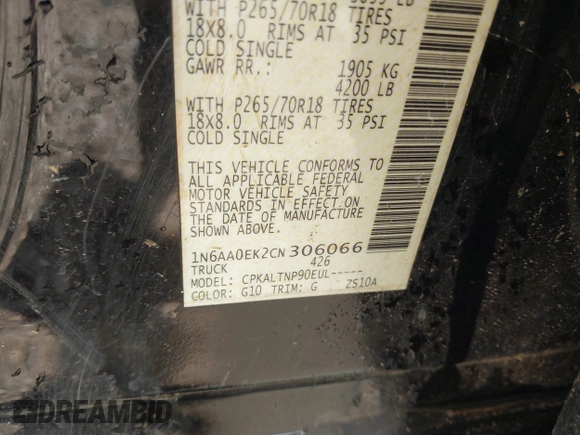 WITH P265/70R18 TIRES
18X8.0 RIMS AT 35 PSI
COLD SINGLE
GAWR RR.: 1905 KG
4200 LB
WITH P265/70R18 TIRES
18X8.0 RIMS AT 35 PSI
COLD SINGLE
THIS VEHICLE CONFORMS TO
ALL APPLICABLE FEDERAL
MOTOR VEHICLE SAFETY
STANDARDS IN EFFECT ON
THE DATE OF MANUFACTURE
SHOWN ABOVE.
1N6AA0EK2CN306066
TRUCK 426
MODEL: CPKALTNP90EUL-----
COLOR: G10 TRIM: G ZS10A
DREAMBID